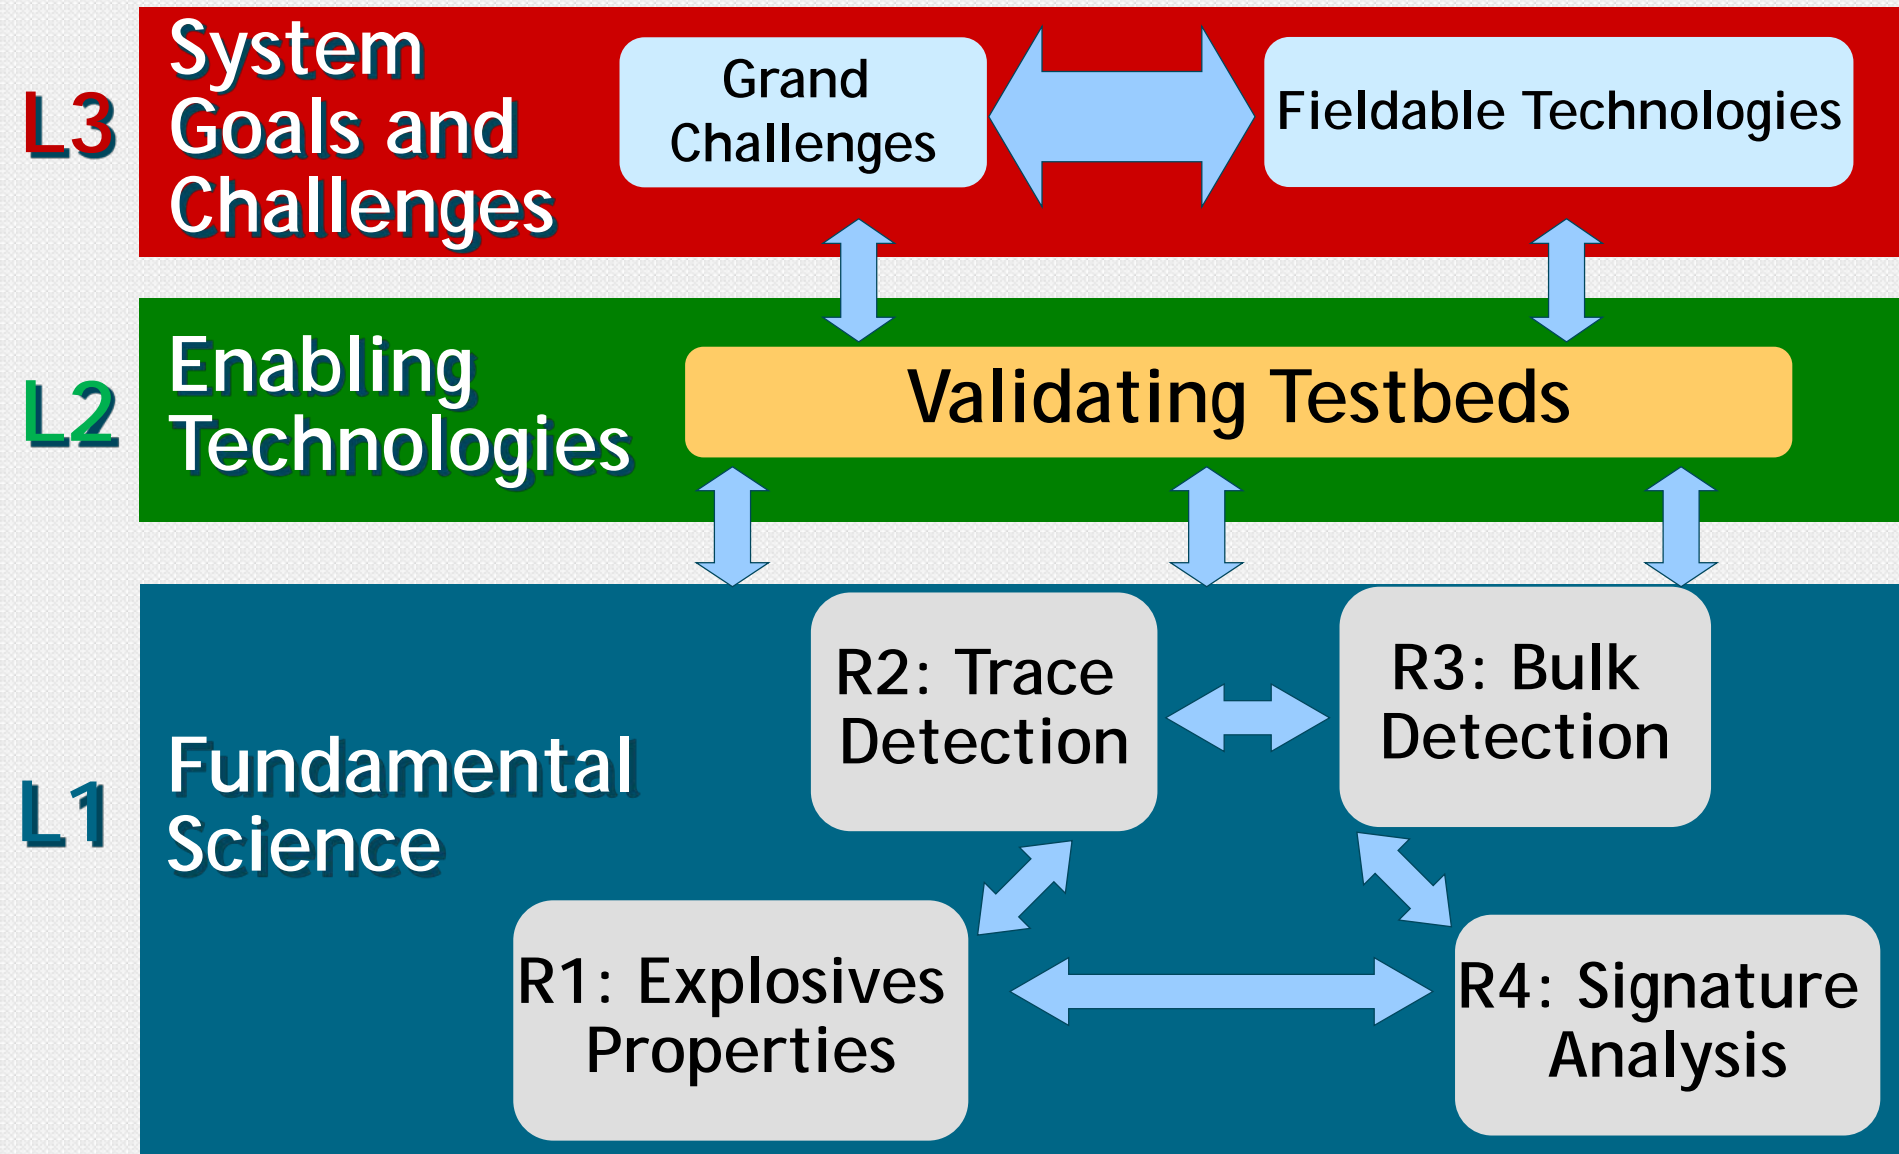 L3
System
Goals and
Challenges
Grand
Challenges
Fieldable Technologies
L2
Enabling
Technologies
Validating Testbeds
L1
Fundamental
Science
R2: Trace
Detection
R3: Bulk
Detection
R1: Explosives
Properties
R4: Signature
Analysis